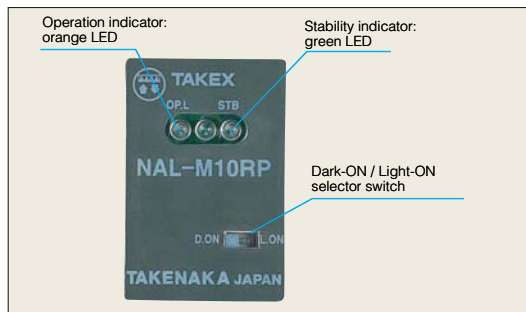 Operation indicator:
orange LED
Stability indicator:
green LED
TAKEX
OP.L STB
NAL-M10RP
Dark-ON / Light-ON
selector switch
D.ON L.ON
TAKENAKA JAPAN